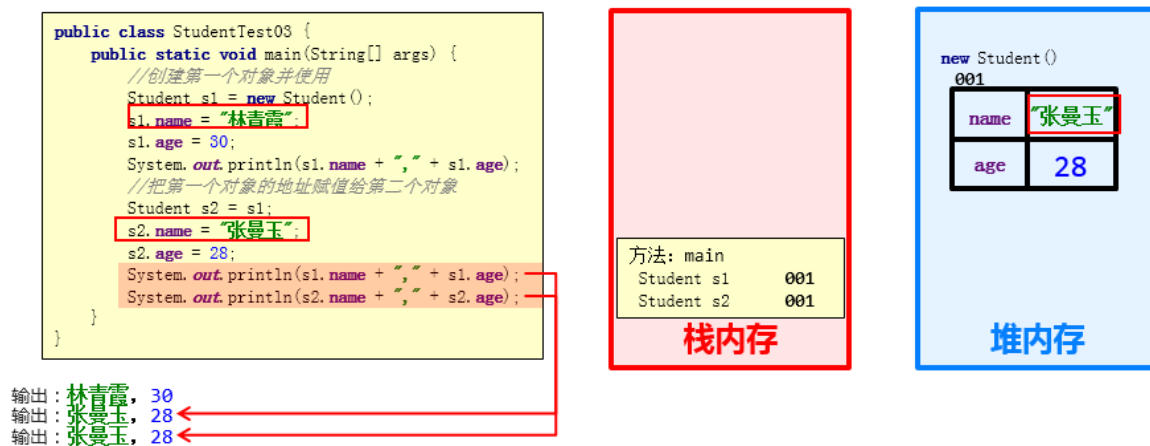 public class StudentTest03 {
public static void main(String[] args) {
//创建第一个对象并使用
Student s1 = new Student();
s1.name = "林青霞";
s1.age = 30;
System.out.println(s1.name + "," + s1.age);
//把第一个对象的地址赋值给第二个对象
Student s2 = s1;
s2.name = "张曼玉";
s2.age = 28;
System.out.println(s1.name + "," + s1.age);
System.out.println(s2.name + "," + s2.age);
}
}
输出：林青霞，30
输出：张曼玉，28
输出：张曼玉，28
方法：main
Student s1 001
Student s2 001
栈内存
new Student()
001
name "张曼玉"
age 28
堆内存